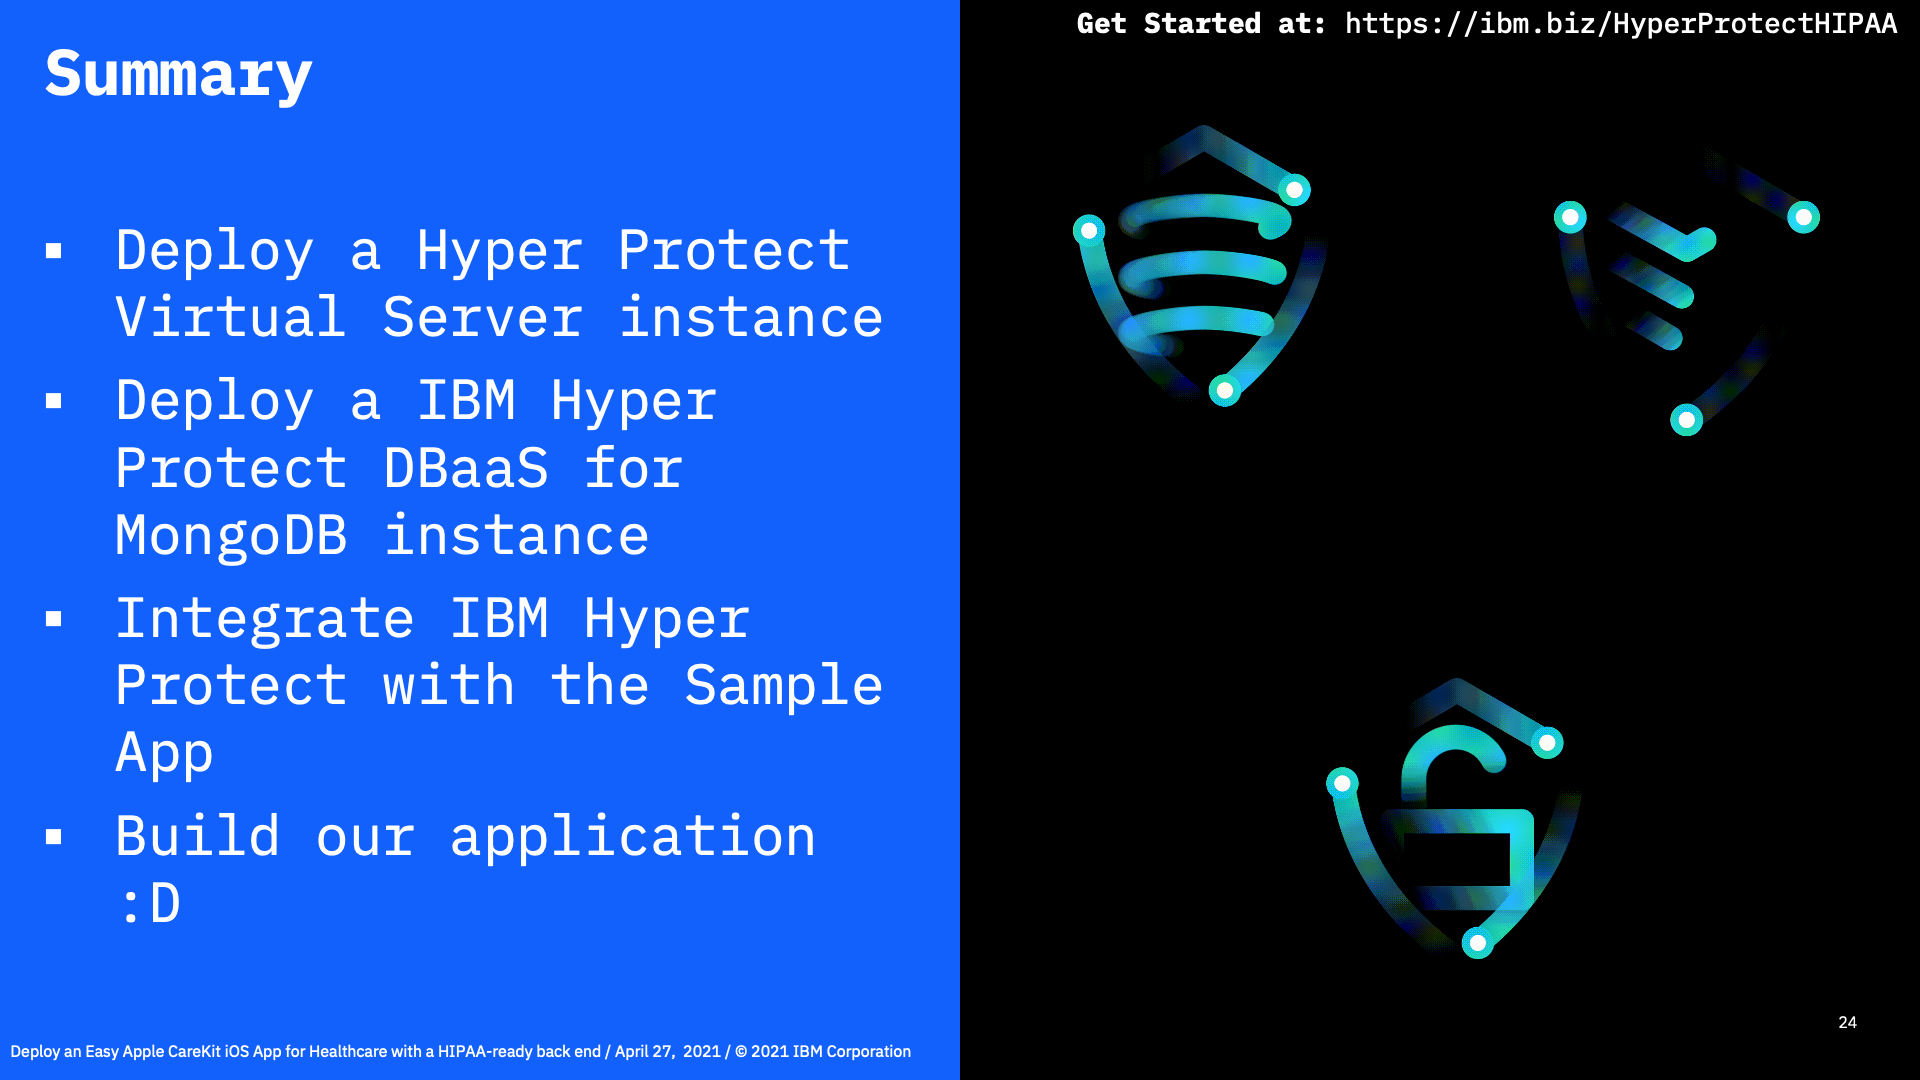 Get Started at: https://ibm.biz/HyperProtectHIPAA
Summary
▪ Deploy a Hyper Protect
Virtual Server instance
▪ Deploy a IBM Hyper
Protect DBaaS for
MongoDB instance
▪ Integrate IBM Hyper
Protect with the Sample
App
▪ Build our application
:D
24
Deploy an Easy Apple CareKit iOS App for Healthcare with a HIPAA-ready back end / April 27, 2021 / © 2021 IBM Corporation